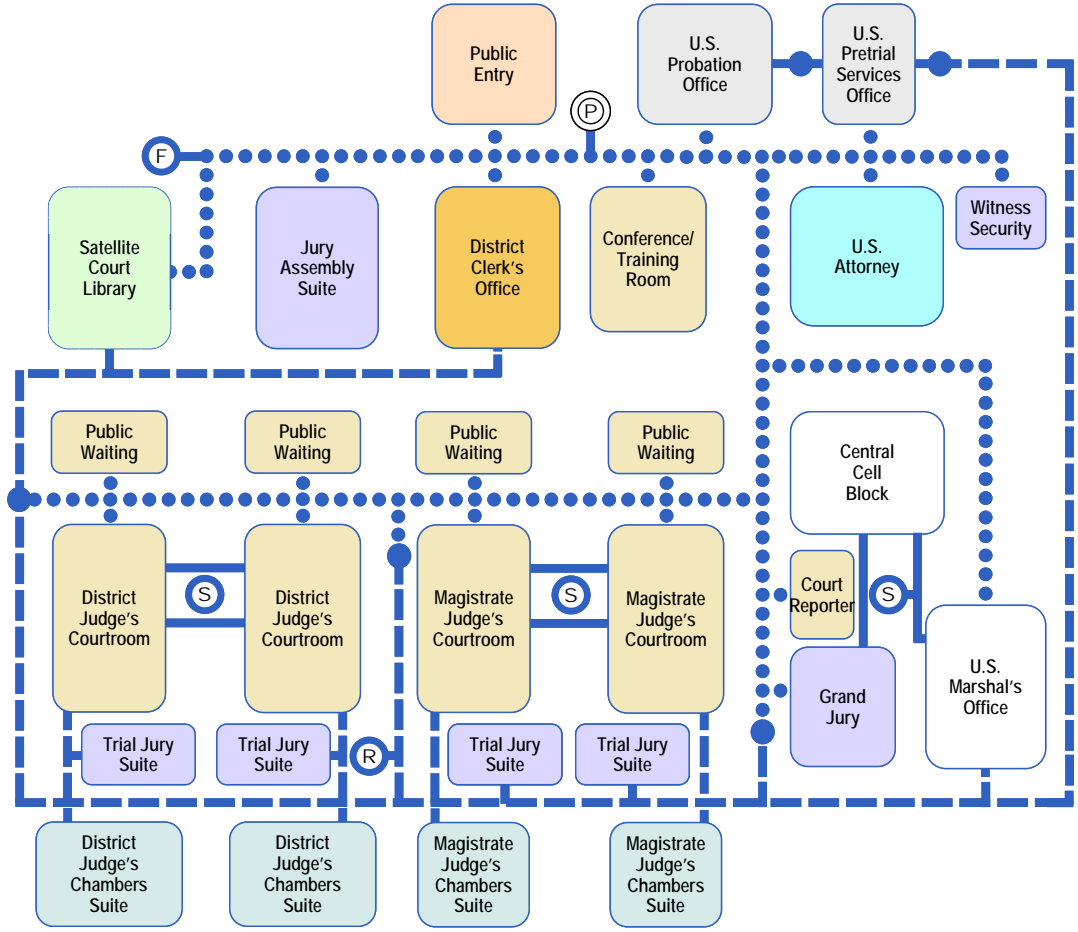 Public
Entry
U.S.
Probation
Office
U.S.
Pretrial
Services
Office
P
F
Satellite
Court
Library
Jury
Assembly
Suite
District
Clerk's
Office
Conference/
Training
Room
U.S.
Attorney
Witness
Security
Public
Waiting
Public
Waiting
Public
Waiting
Public
Waiting
Central
Cell
Block
District
Judge's
Courtroom
S
District
Judge's
Courtroom
Magistrate
Judge's
Courtroom
S
Magistrate
Judge's
Courtroom
Court
Reporter
S
Grand
Jury
U.S.
Marshal's
Office
Trial Jury
Suite
Trial Jury
Suite
R
Trial Jury
Suite
Trial Jury
Suite
District
Judge's
Chambers
Suite
District
Judge's
Chambers
Suite
Magistrate
Judge's
Chambers
Suite
Magistrate
Judge's
Chambers
Suite